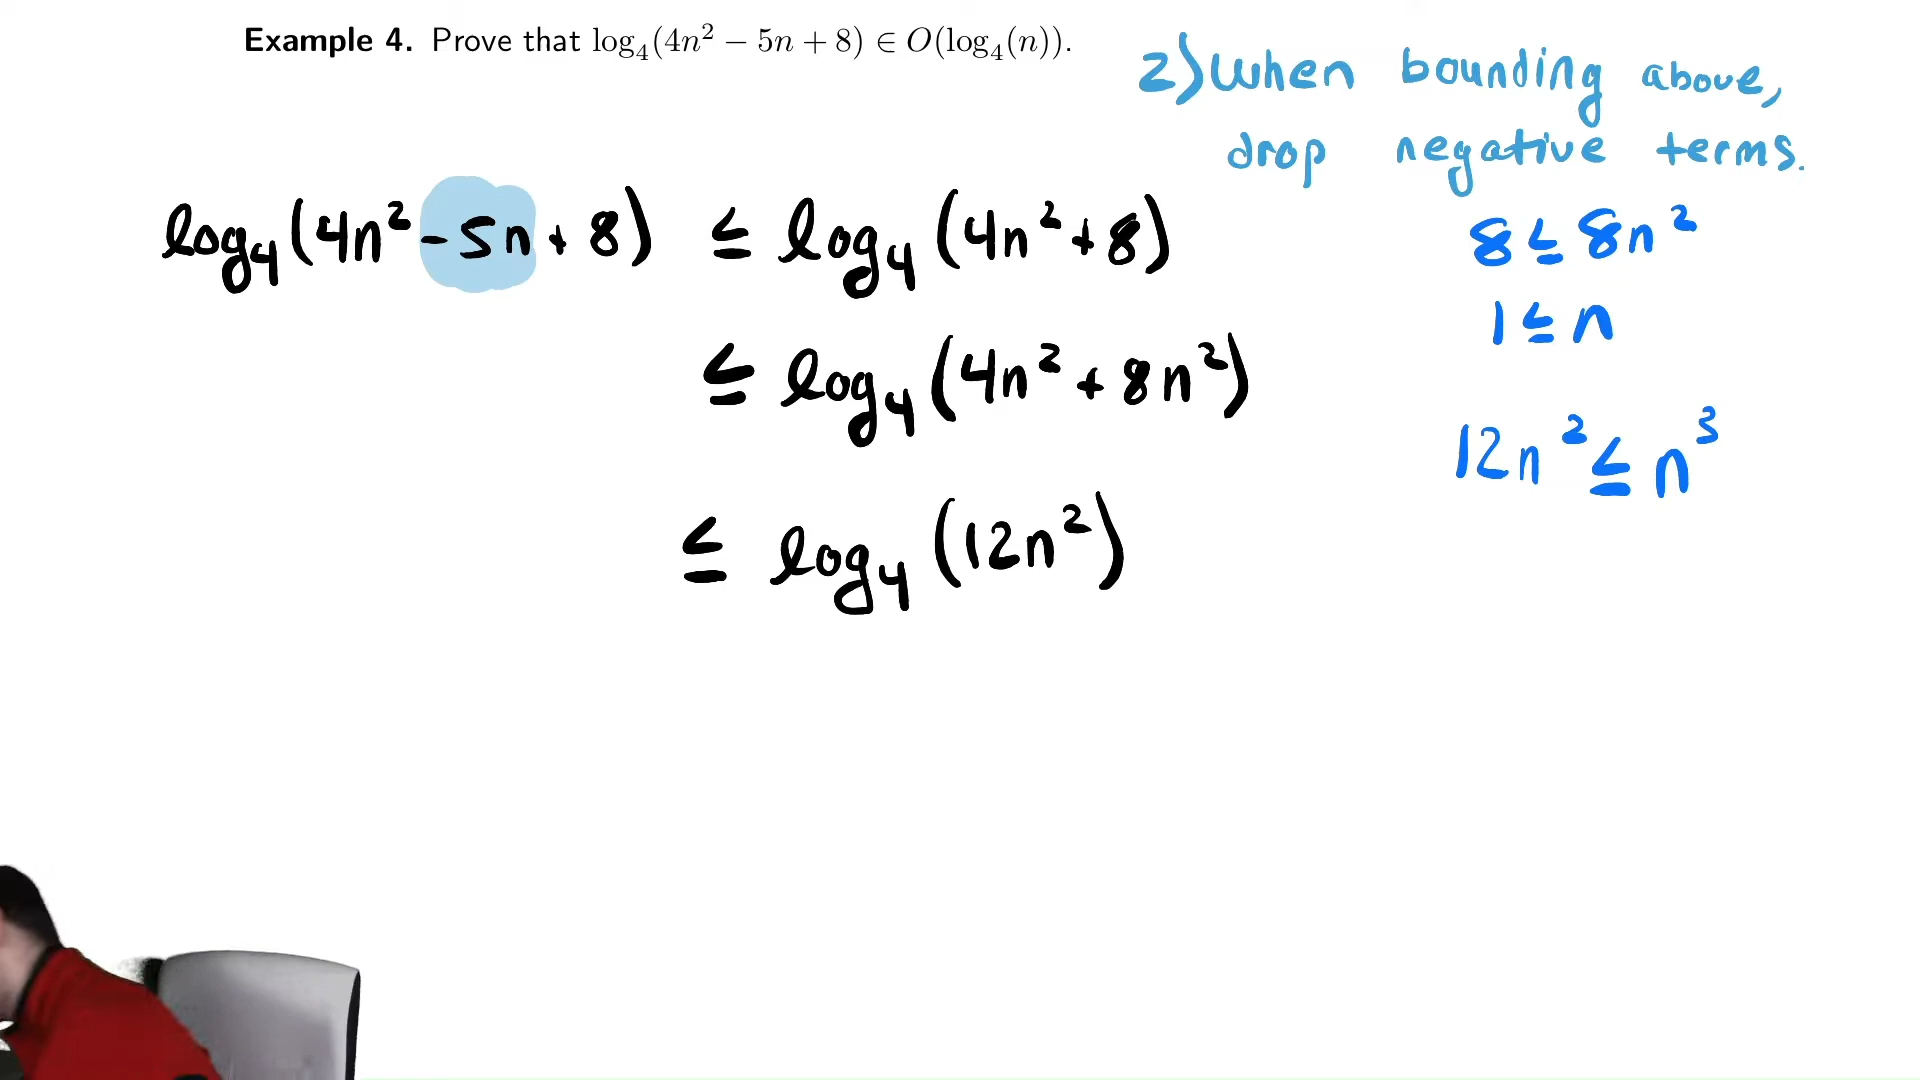 Example 4. Prove that log₄(4n² − 5n + 8) ∈ O(log₄(n)).
2) When bounding above,
drop negative terms.
log₄(4n² - 5n + 8) ≤ log₄(4n² + 8)
8 ≤ 8n²
1 ≤ n
≤ log₄(4n² + 8n²)
12n² ≤ n³
≤ log₄(12n²)